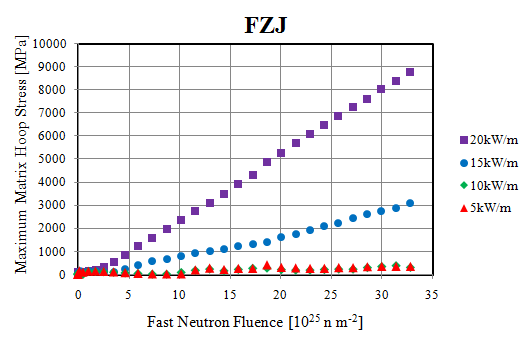 FZJ
Maximum Matrix Hoop Stress [MPa]
10000
9000
8000
7000
6000
5000
4000
3000
2000
1000
0
0 5 10 15 20 25 30 35
Fast Neutron Fluence [10²⁵ n m⁻²]
20kW/m
15kW/m
10kW/m
5kW/m